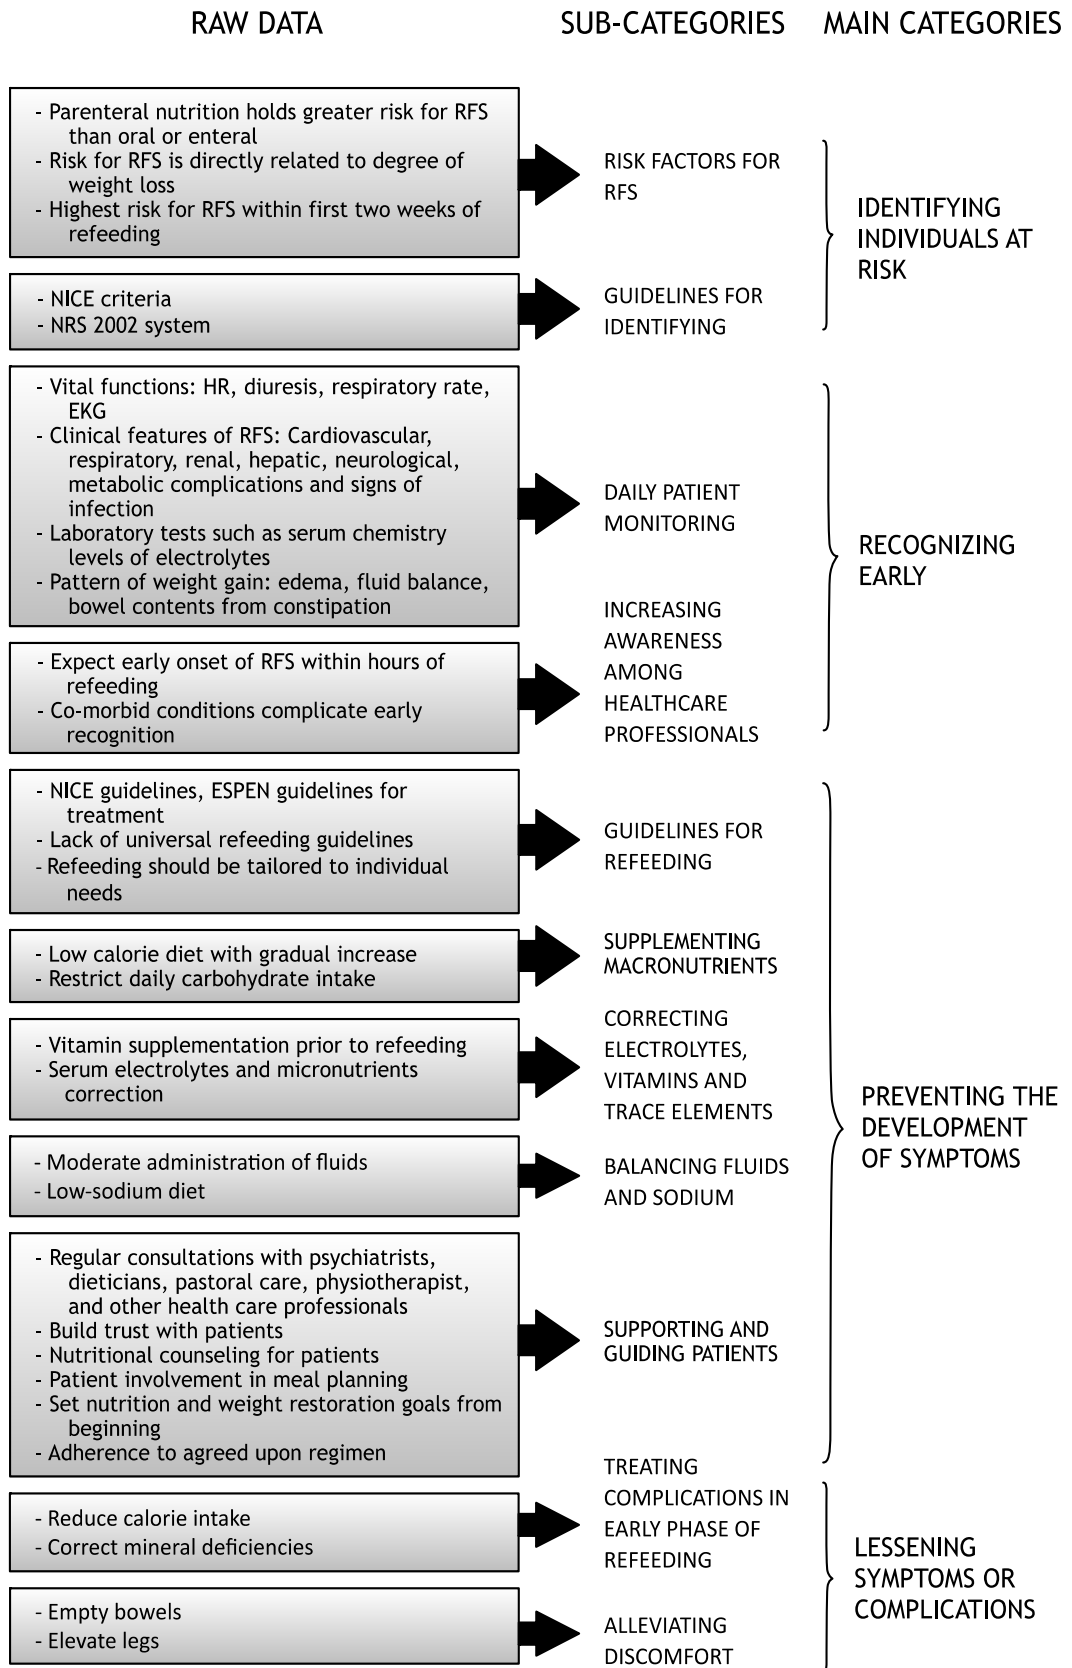 RAW DATA
SUB-CATEGORIES
MAIN CATEGORIES
- Parenteral nutrition holds greater risk for RFS
than oral or enteral
- Risk for RFS is directly related to degree of
weight loss
- Highest risk for RFS within first two weeks of
refeeding
RISK FACTORS FOR
RFS
IDENTIFYING
INDIVIDUALS AT
RISK
- NICE criteria
- NRS 2002 system
GUIDELINES FOR
IDENTIFYING
- Vital functions: HR, diuresis, respiratory rate,
EKG
- Clinical features of RFS: Cardiovascular,
respiratory, renal, hepatic, neurological,
metabolic complications and signs of
infection
- Laboratory tests such as serum chemistry
levels of electrolytes
- Pattern of weight gain: edema, fluid balance,
bowel contents from constipation
DAILY PATIENT
MONITORING
RECOGNIZING
EARLY
- Expect early onset of RFS within hours of
refeeding
- Co-morbid conditions complicate early
recognition
INCREASING
AWARENESS
AMONG
HEALTHCARE
PROFESSIONALS
- NICE guidelines, ESPEN guidelines for
treatment
- Lack of universal refeeding guidelines
- Refeeding should be tailored to individual
needs
GUIDELINES FOR
REFEEDING
- Low calorie diet with gradual increase
- Restrict daily carbohydrate intake
SUPPLEMENTING
MACRONUTRIENTS
- Vitamin supplementation prior to refeeding
- Serum electrolytes and micronutrients
correction
CORRECTING
ELECTROLYTES,
VITAMINS AND
TRACE ELEMENTS
PREVENTING THE
DEVELOPMENT
OF SYMPTOMS
- Moderate administration of fluids
- Low-sodium diet
BALANCING FLUIDS
AND SODIUM
- Regular consultations with psychiatrists,
dieticians, pastoral care, physiotherapist,
and other health care professionals
- Build trust with patients
- Nutritional counseling for patients
- Patient involvement in meal planning
- Set nutrition and weight restoration goals from
beginning
- Adherence to agreed upon regimen
SUPPORTING AND
GUIDING PATIENTS
- Reduce calorie intake
- Correct mineral deficiencies
TREATING
COMPLICATIONS IN
EARLY PHASE OF
REFEEDING
LESSENING
SYMPTOMS OR
COMPLICATIONS
- Empty bowels
- Elevate legs
ALLEVIATING
DISCOMFORT